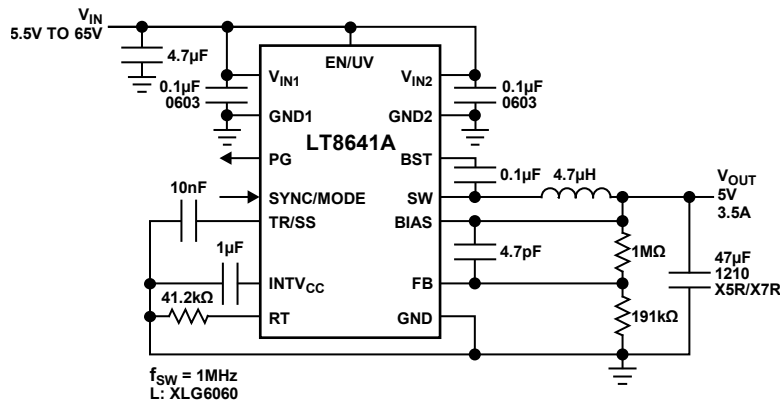 V_IN
5.5V TO 65V
4.7µF
EN/UV
V_IN1
V_IN2
0.1µF
0603
0.1µF
0603
GND1
GND2
LT8641A
PG
BST
10nF
0.1µF
4.7µH
V_OUT
5V
3.5A
SYNC/MODE
SW
TR/SS
BIAS
1µF
4.7pF
1MΩ
47µF
1210
X5R/X7R
INTV_CC
FB
41.2kΩ
RT
GND
191kΩ
f_SW = 1MHz
L: XLG6060